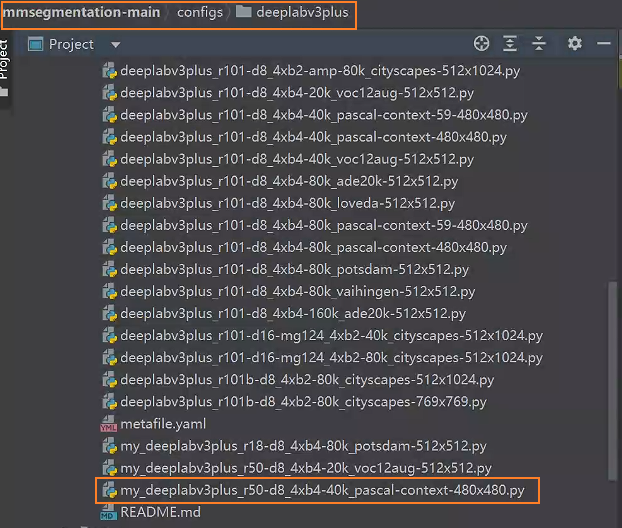 mmsegmentation-main › configs › deeplabv3plus
Project
Project
deeplabv3plus_r101-d8_4xb2-amp-80k_cityscapes-512x1024.py
deeplabv3plus_r101-d8_4xb4-20k_voc12aug-512x512.py
deeplabv3plus_r101-d8_4xb4-40k_pascal-context-59-480x480.py
deeplabv3plus_r101-d8_4xb4-40k_pascal-context-480x480.py
deeplabv3plus_r101-d8_4xb4-40k_voc12aug-512x512.py
deeplabv3plus_r101-d8_4xb4-80k_ade20k-512x512.py
deeplabv3plus_r101-d8_4xb4-80k_loveda-512x512.py
deeplabv3plus_r101-d8_4xb4-80k_pascal-context-59-480x480.py
deeplabv3plus_r101-d8_4xb4-80k_pascal-context-480x480.py
deeplabv3plus_r101-d8_4xb4-80k_potsdam-512x512.py
deeplabv3plus_r101-d8_4xb4-80k_vaihingen-512x512.py
deeplabv3plus_r101-d8_4xb4-160k_ade20k-512x512.py
deeplabv3plus_r101-d16-mg124_4xb2-40k_cityscapes-512x1024.py
deeplabv3plus_r101-d16-mg124_4xb2-80k_cityscapes-512x1024.py
deeplabv3plus_r101b-d8_4xb2-80k_cityscapes-512x1024.py
deeplabv3plus_r101b-d8_4xb2-80k_cityscapes-769x769.py
YML metafile.yaml
my_deeplabv3plus_r18-d8_4xb4-80k_potsdam-512x512.py
my_deeplabv3plus_r50-d8_4xb4-20k_voc12aug-512x512.py
my_deeplabv3plus_r50-d8_4xb4-40k_pascal-context-480x480.py
MD README.md